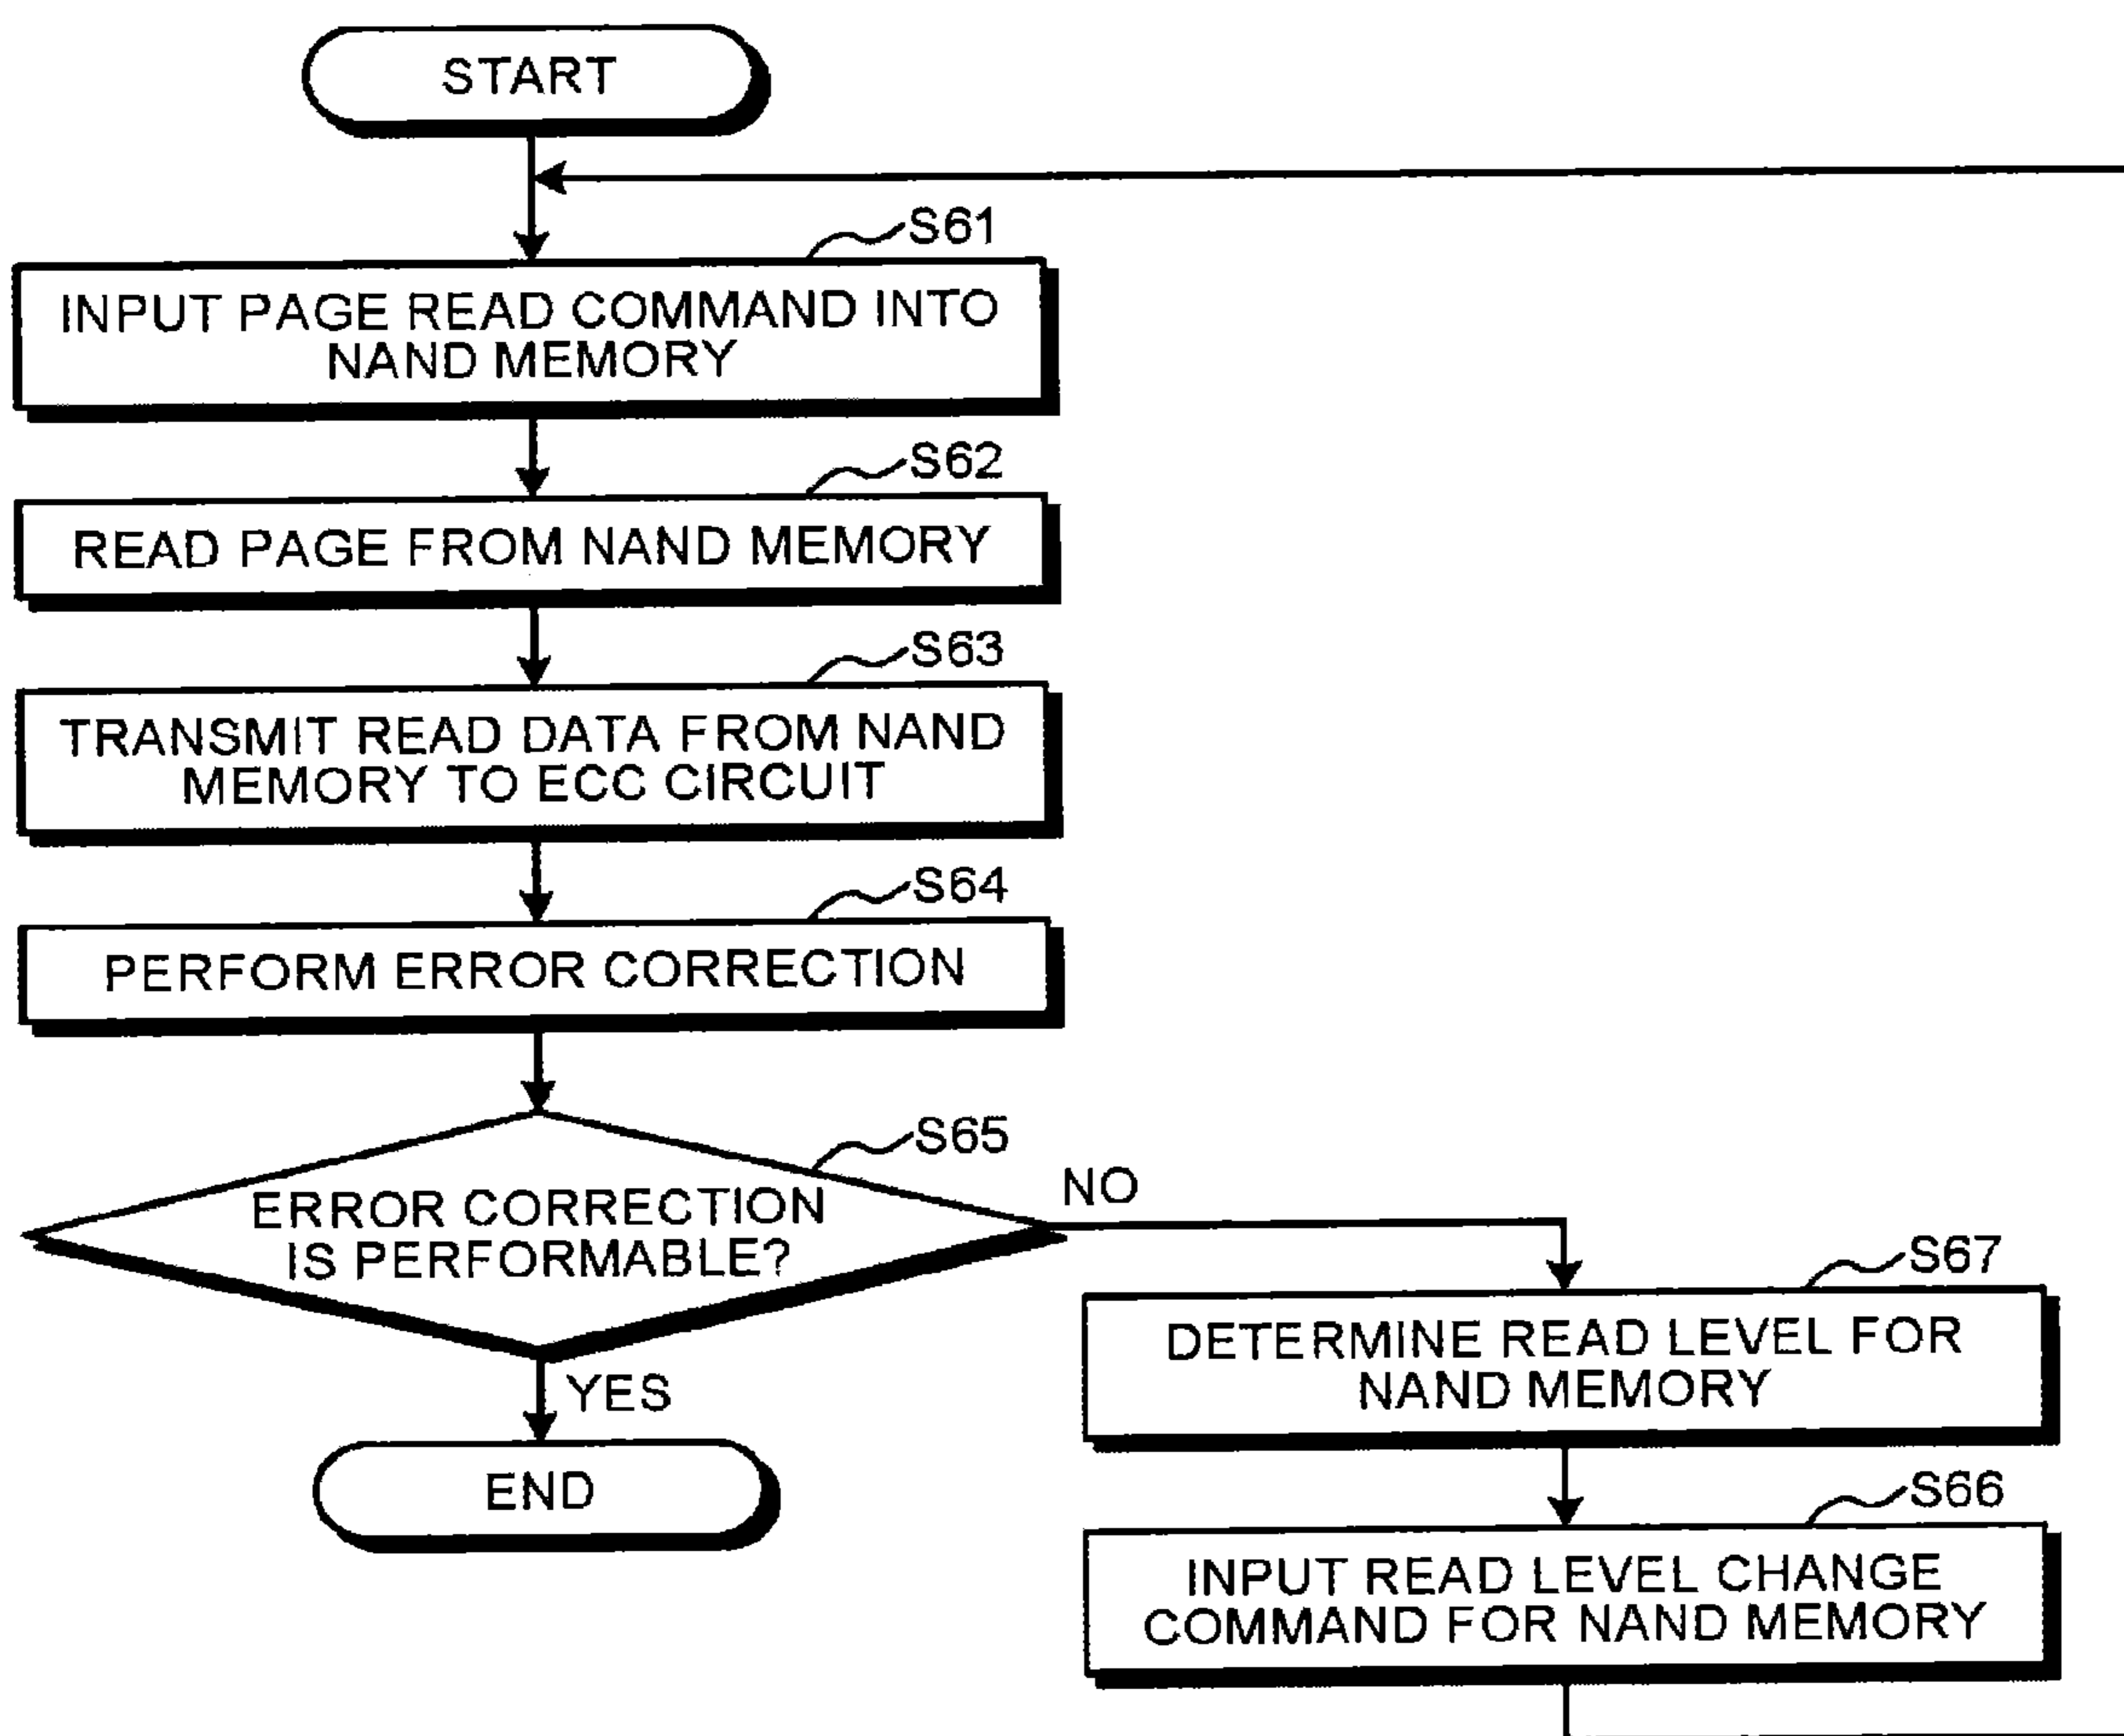 START
S61
INPUT PAGE READ COMMAND INTO
NAND MEMORY
S62
READ PAGE FROM NAND MEMORY
S63
TRANSMIT READ DATA FROM NAND
MEMORY TO ECC CIRCUIT
S64
PERFORM ERROR CORRECTION
S65
ERROR CORRECTION
IS PERFORMABLE?
NO
YES
END
S67
DETERMINE READ LEVEL FOR
NAND MEMORY
S66
INPUT READ LEVEL CHANGE
COMMAND FOR NAND MEMORY